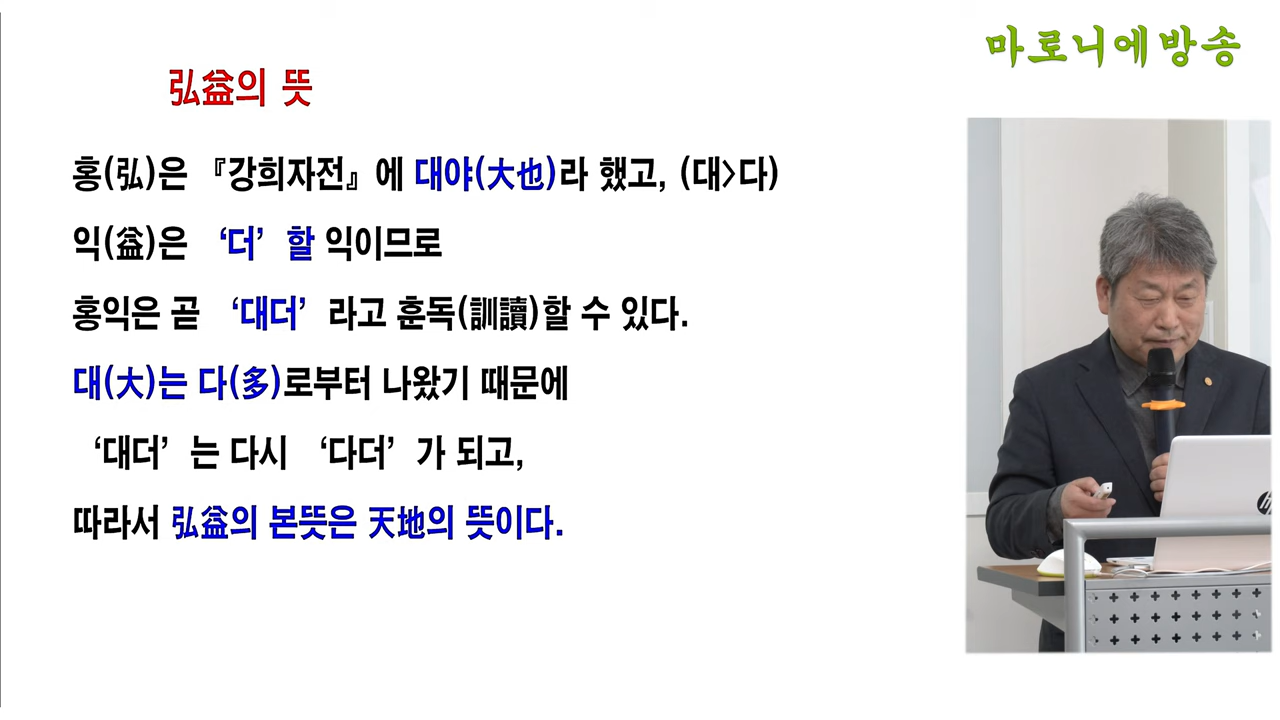 마로니에방송
弘益의 뜻
홍(弘)은 『강희자전』에 대야(大也)라 했고, (대>다)
익(益)은 ‘더’할 익이므로
홍익은 곧 ‘대더’라고 훈독(訓讀)할 수 있다.
대(大)는 다(多)로부터 나왔기 때문에
‘대더’는 다시 ‘다더’가 되고,
따라서 弘益의 본뜻은 天地의 뜻이다.
hp